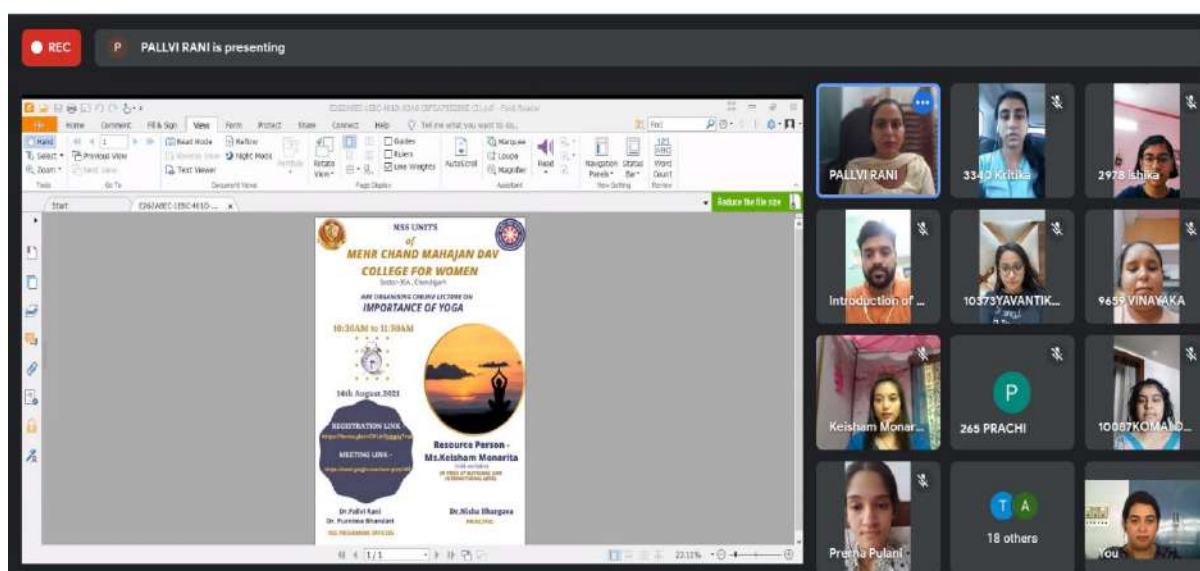 REC
P PALLVI RANI is presenting
Home Comment Fill & Sign View Form Protect Share Connect Help Tell me what you want to do..
Find
Hand
Select
Zoom
Tools
1
Previous View
Go To
Read Mode
Reflow
Night Mode
Text Viewer
Document Views
Rotate
View
Guides
Rulers
Line Weights
Page Display
AutoScroll
Marquee
Loupe
Magnifier
Assistant
Read
Navigation
Panels
Status
Bar
View Setting
Word
Count
Review
Start
Reduce the file size
NSS UNITS
of
MEHR CHAND MAHAJAN DAV
COLLEGE FOR WOMEN
Sector-36A, Chandigarh
ARE ORGANISING ONLINE LECTURE ON
IMPORTANCE OF YOGA
10:30AM to 11:30AM
14th August,2021
REGISTRATION LINK
MEETING LINK -
Resource Person -
Ms.Keisham Monarita
Dr.Pallvi Rani
Dr. Purnima Bhandari
NSS PROGRAMME OFFICERS
Dr.Nisha Bhargava
PRINCIPAL
1/1
22.11%
PALLVI RANI
3340 Kritika
2978 Ishika
Introduction of ...
10373YAVANTIK...
9659 VINAYAKA
Keisham Monar...
P
265 PRACHI
10087KOMALD...
Prerna Pulani
T A
18 others
You